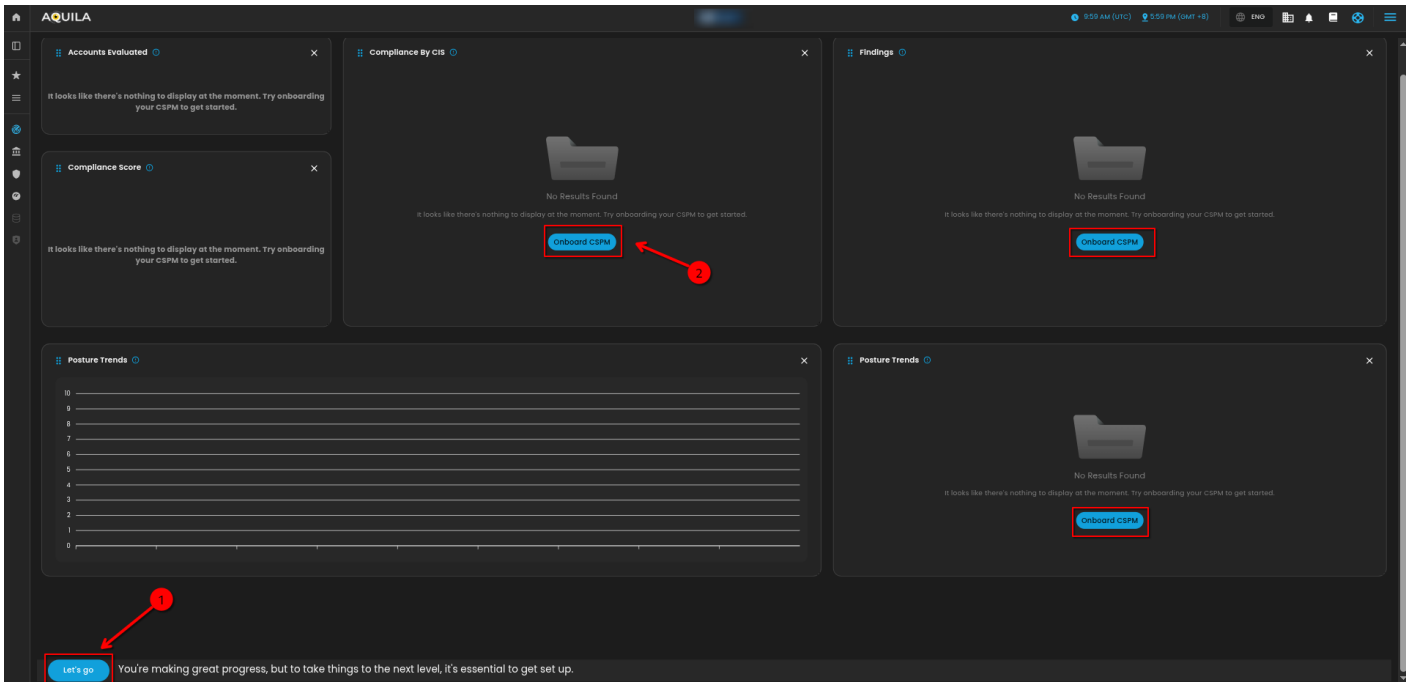 AQUILA
9:59 AM (UTC)
5:59 PM (GMT +8)
ENG
Accounts Evaluated
It looks like there's nothing to display at the moment. Try onboarding
your CSPM to get started.
Compliance Score
It looks like there's nothing to display at the moment. Try onboarding
your CSPM to get started.
Compliance By CIS
No Results Found
It looks like there's nothing to display at the moment. Try onboarding your CSPM to get started.
Onboard CSPM
2
Findings
No Results Found
It looks like there's nothing to display at the moment. Try onboarding your CSPM to get started.
Onboard CSPM
Posture Trends
10
9
8
7
6
5
4
3
2
1
0
Posture Trends
No Results Found
It looks like there's nothing to display at the moment. Try onboarding your CSPM to get started.
Onboard CSPM
1
Let's go
You're making great progress, but to take things to the next level, it's essential to get set up.